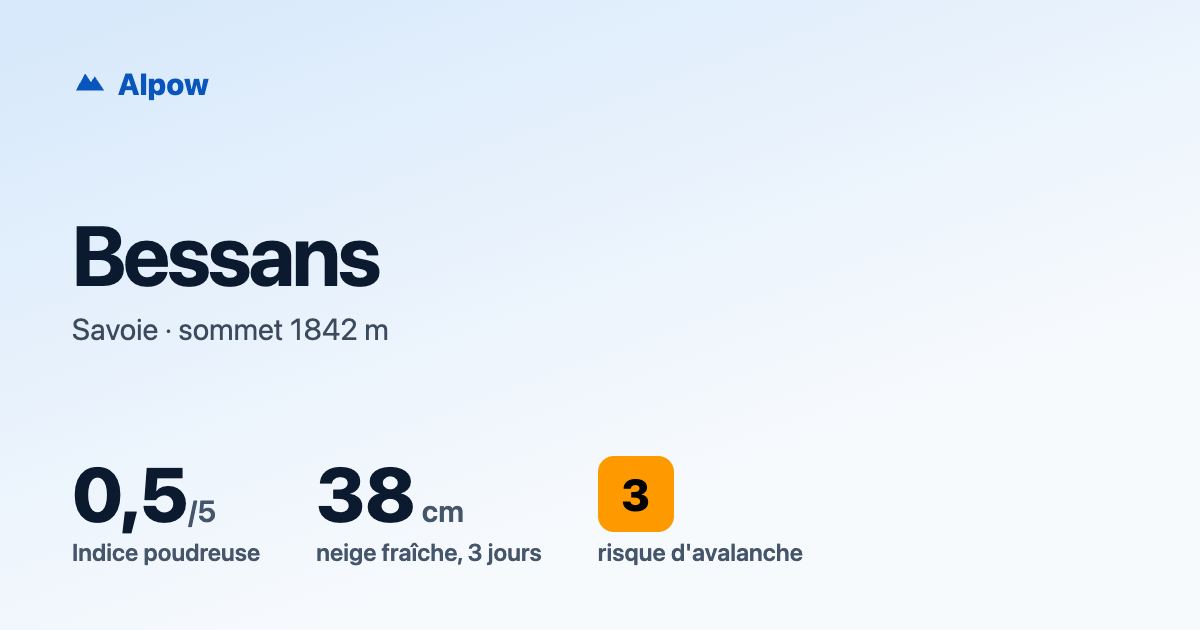 Alpow
Bessans
Savoie · sommet 1842 m
0,5/5
Indice poudreuse
38 cm
neige fraîche, 3 jours
3
risque d'avalanche